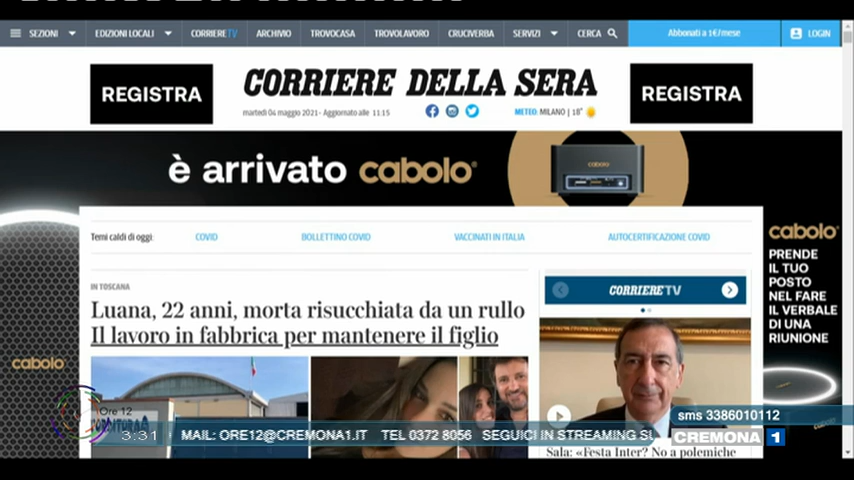 SEZIONI EDIZIONI LOCALI CORRIERETV ARCHIVIO TROVOCASA TROVOLAVORO CRUCIVERBA SERVIZI CERCA Abbonati a 1€/mese LOGIN
REGISTRA
CORRIERE DELLA SERA
REGISTRA
martedì 04 maggio 2021 - Aggiornato alle 11:15
METEO: MILANO | 18°
è arrivato cabolo
cabolo
Temi caldi di oggi: COVID BOLLETTINO COVID VACCINATI IN ITALIA AUTOCERTIFICAZIONE COVID
cabolo
PRENDE
IL TUO
POSTO
NEL FARE
IL VERBALE
DI UNA
RIUNIONE
IN TOSCANA
Luana, 22 anni, morta risucchiata da un rullo
Il lavoro in fabbrica per mantenere il figlio
CORRIERETV
cabolo
Ore 12
sms 3386010112
3:31 MAIL: ORE12@CREMONA1.IT TEL 0372 8056 SEGUICI IN STREAMING SU
CREMONA 1
Sala: «Festa Inter? No a polemiche